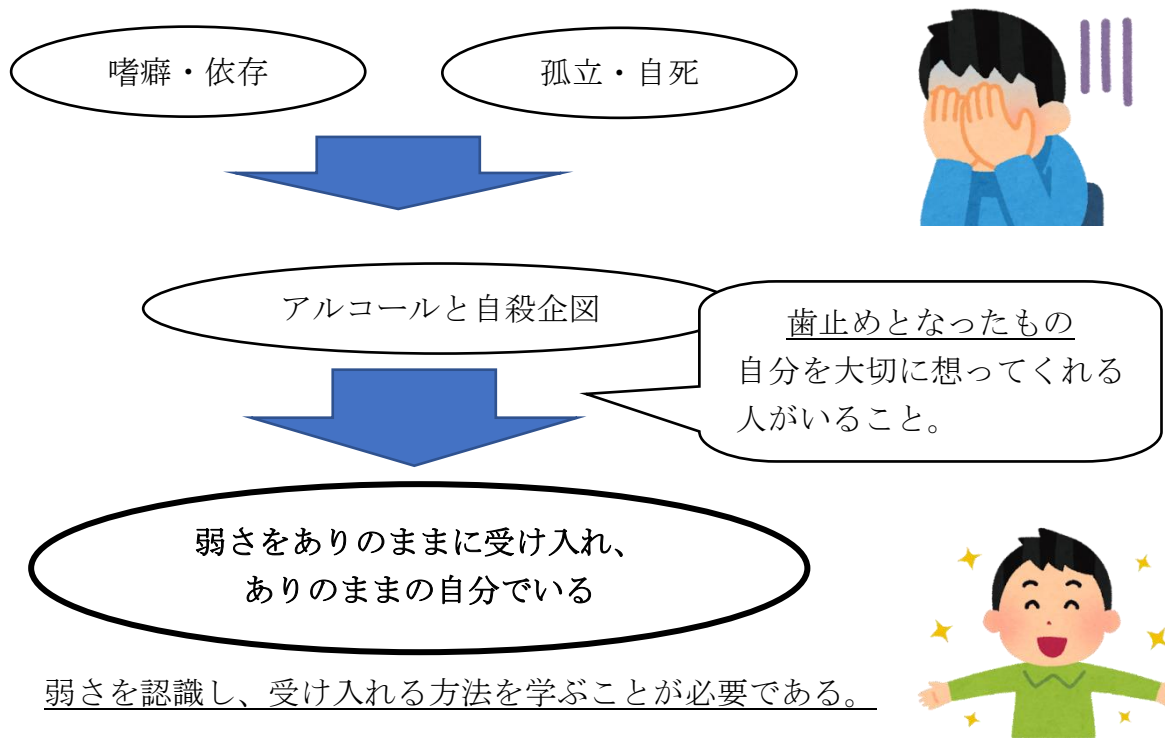 嗜癖・依存
孤立・自死
アルコールと自殺企図
歯止めとなったもの
自分を大切に想ってくれる
人がいること。
弱さをありのままに受け入れ、
ありのままの自分でいる
弱さを認識し、受け入れる方法を学ぶことが必要である。